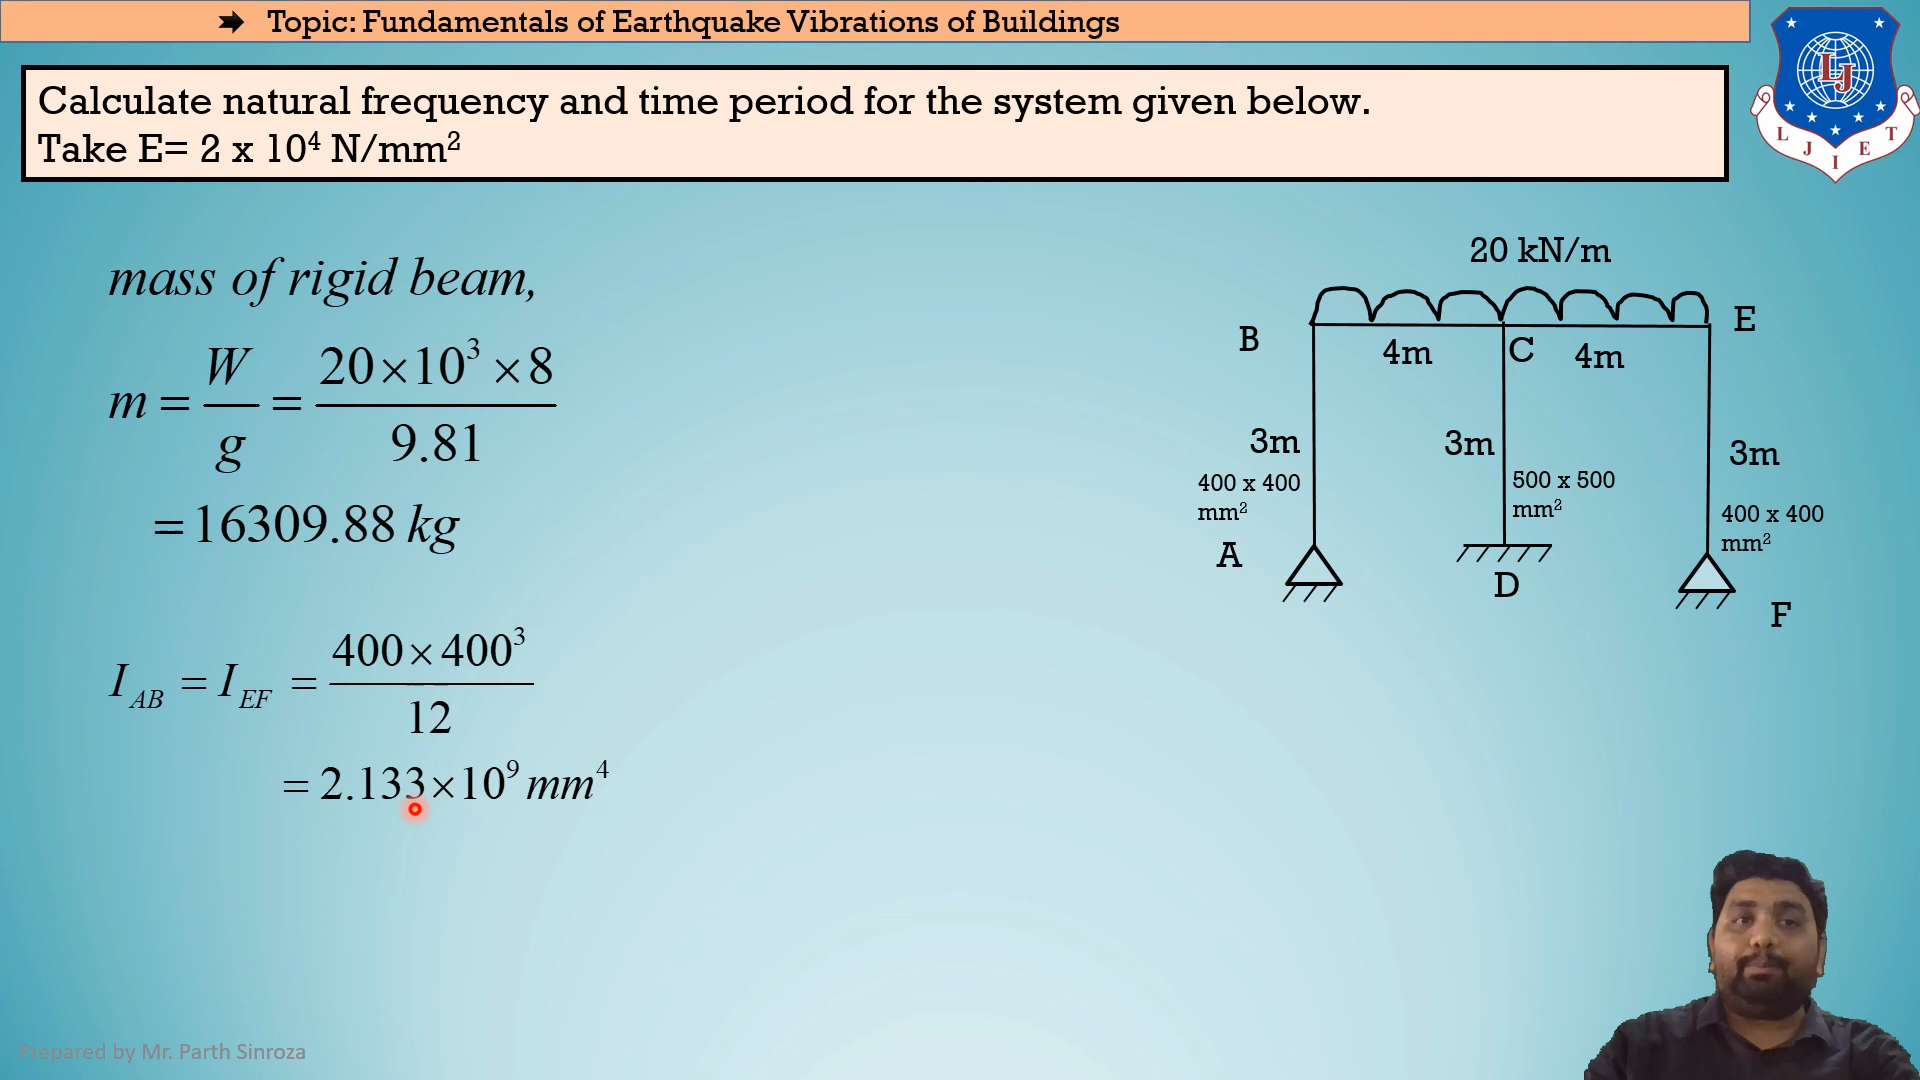 ➔ Topic: Fundamentals of Earthquake Vibrations of Buildings
Calculate natural frequency and time period for the system given below.
Take E= 2 x 10⁴ N/mm²
mass of rigid beam,
m = W/g = 20×10³×8/9.81
= 16309.88 kg
I_AB = I_EF = 400×400³/12
= 2.133×10⁹ mm⁴
20 kN/m
B
E
4m
C
4m
3m
3m
3m
400 x 400
mm²
500 x 500
mm²
400 x 400
mm²
A
D
F
LJ
L J I E T
Prepared by Mr. Parth Sinroza